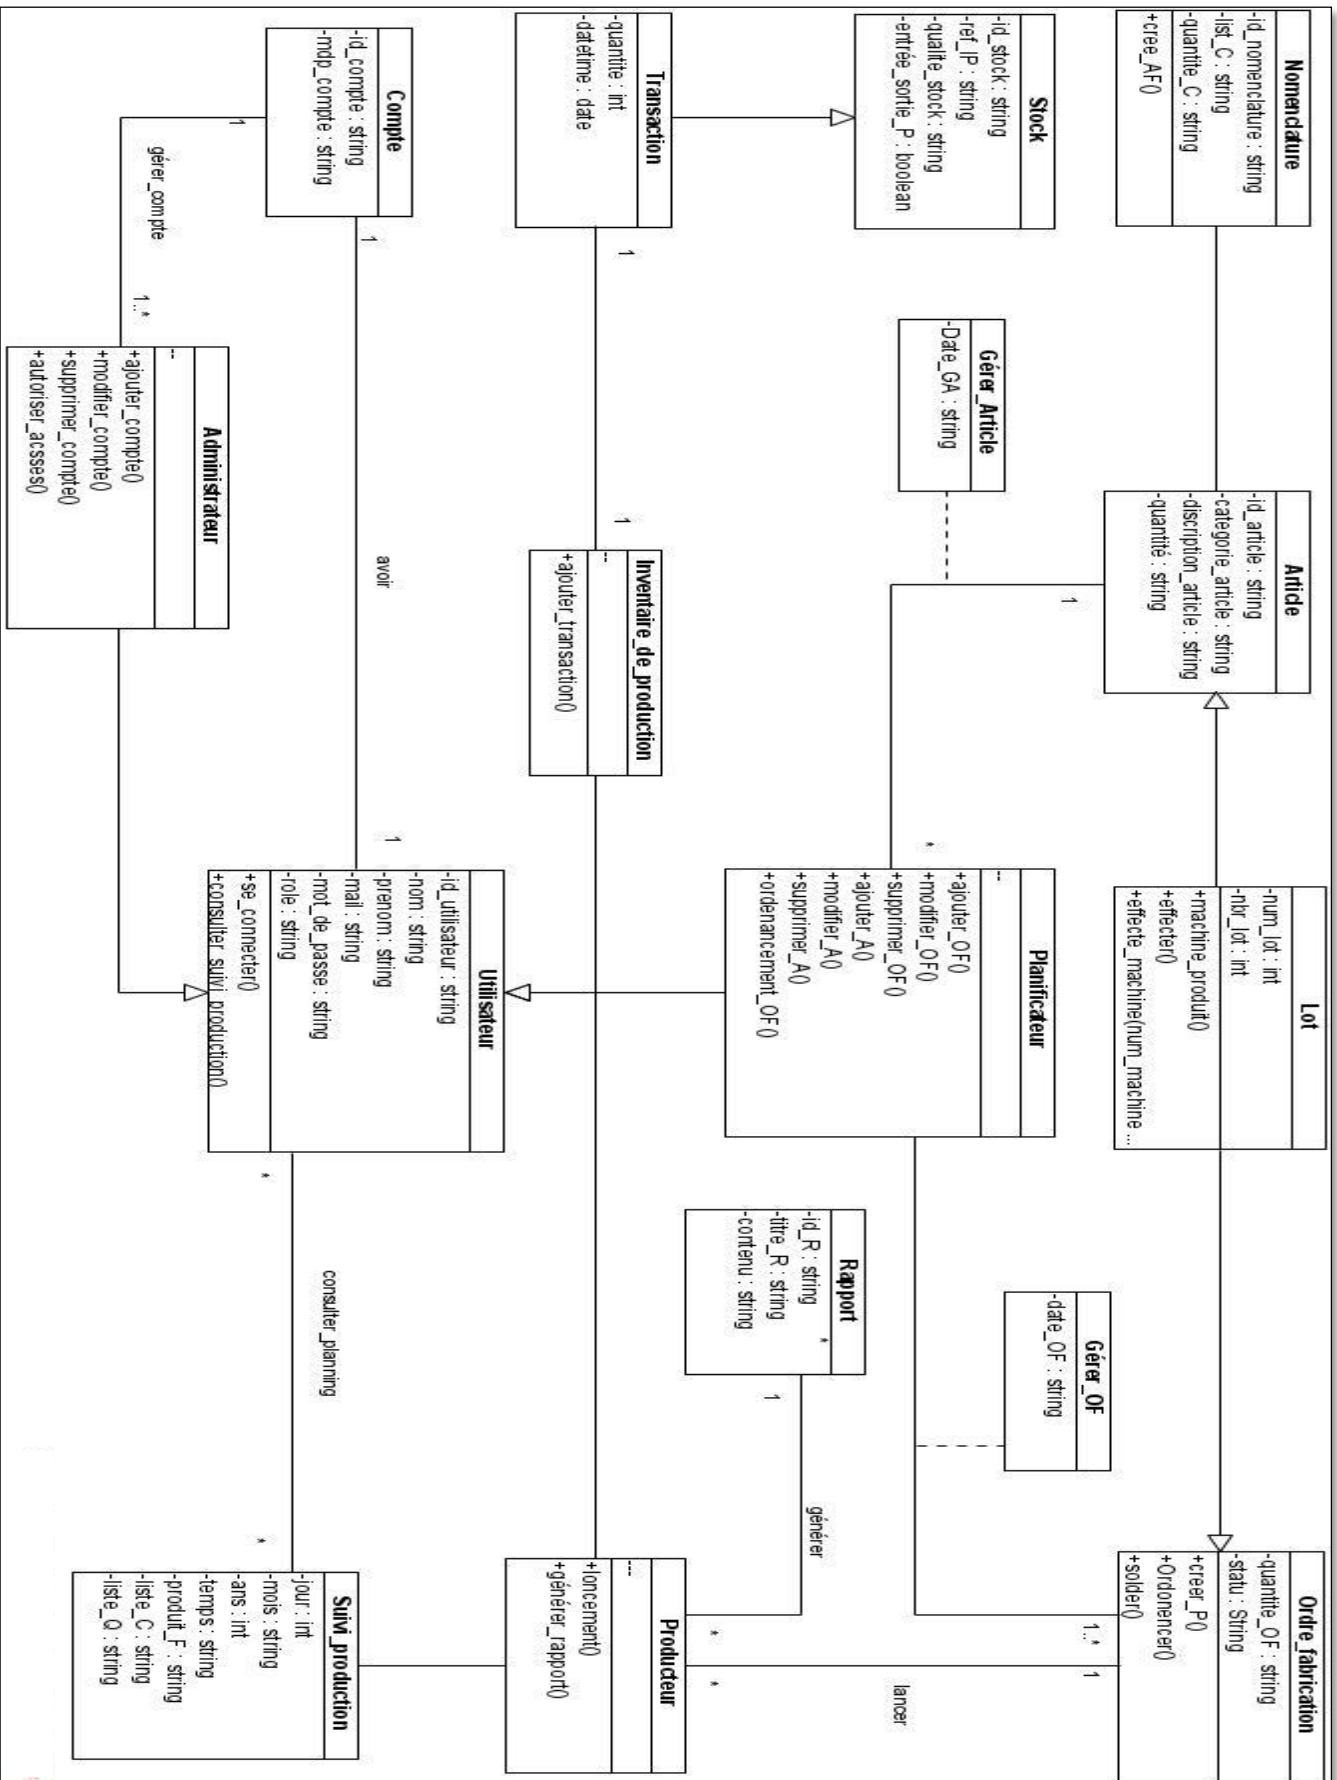 Nomenclature
-id_nomenclature : string
-list_C : string
-quantite_C : string
+cree_AF()
Article
-id_article : string
-categorie_article : string
-discription_article : string
-quantité : string
1
Lot
-num_lot : int
-nbr_lot : int
+machine_produit()
+effecter()
+effecte_machine(num_machine ...
Ordre_fabrication
-quantite_OF : string
-statu : String
+creer_P()
+Ordonencer()
+solder()
1..*
1
Stock
-id_stock : string
-ref_IP : string
-qualite_stock : string
-entrée_sortie_P : boolean
Gérer_Article
-Date_GA : string
Planificateur
--
+ajouter_OF()
+modifier_OF()
+supprimer_OF()
+ajouter_A()
+modifier_A()
+supprimer_A()
+ordenancement_OF()
*
Gérer_OF
-date_OF : string
lancer
Rapport
-id_R : string
-titre_R : string
-contenu : string
*
1
générer
Transaction
-quantite : int
-datetime : date
1
1
Inventaire_de_production
--
+ajouter_transaction()
Producteur
---
+loncement()
+générer_rapport()
*
*
Compte
-id_compte : string
-mdp_compte : string
1
1
avoir
1
Utilisateur
-id_utilisateur : string
-nom : string
-prenom : string
-mail : string
-mot_de_passe : string
-role : string
+se_connecter()
+consulter_suivi_production()
*
consulter_planning
*
Suivi_production
-jour : int
-mois : string
-ans : int
-temps : string
-produit_F : string
-liste_C : string
-liste_Q : string
gérer_compte
1..*
Administrateur
--
+ajouter_compte()
+modifier_compte()
+supprimer_compte()
+autoriser_acsses()